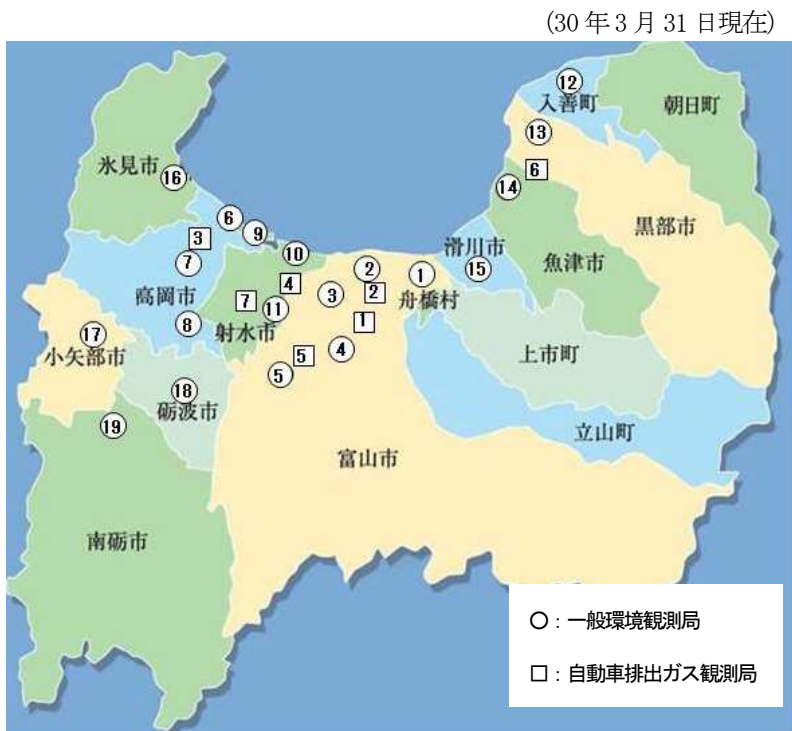 (30 年 3 月 31 日現在)
⑫
入善町
朝日町
⑬
氷見市
⑯
6
⑭
黒部市
⑥
⑨
3
⑩
滑川市
魚津市
⑦
②
①
⑮
高岡市
4
③
2
舟橋村
7
⑪
⑧
射水市
1
⑰
小矢部市
④
上市町
5
⑤
⑱
砺波市
⑲
立山町
富山市
南砺市
○：一般環境観測局
□：自動車排出ガス観測局